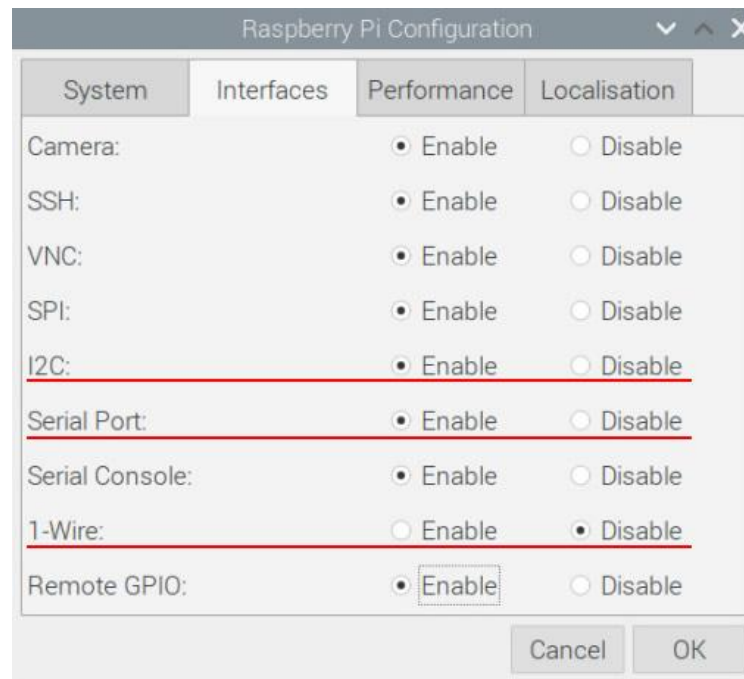 Raspberry Pi Configuration
System Interfaces Performance Localisation
Camera: Enable Disable
SSH: Enable Disable
VNC: Enable Disable
SPI: Enable Disable
I2C: Enable Disable
Serial Port: Enable Disable
Serial Console: Enable Disable
1-Wire: Enable Disable
Remote GPIO: Enable Disable
Cancel OK